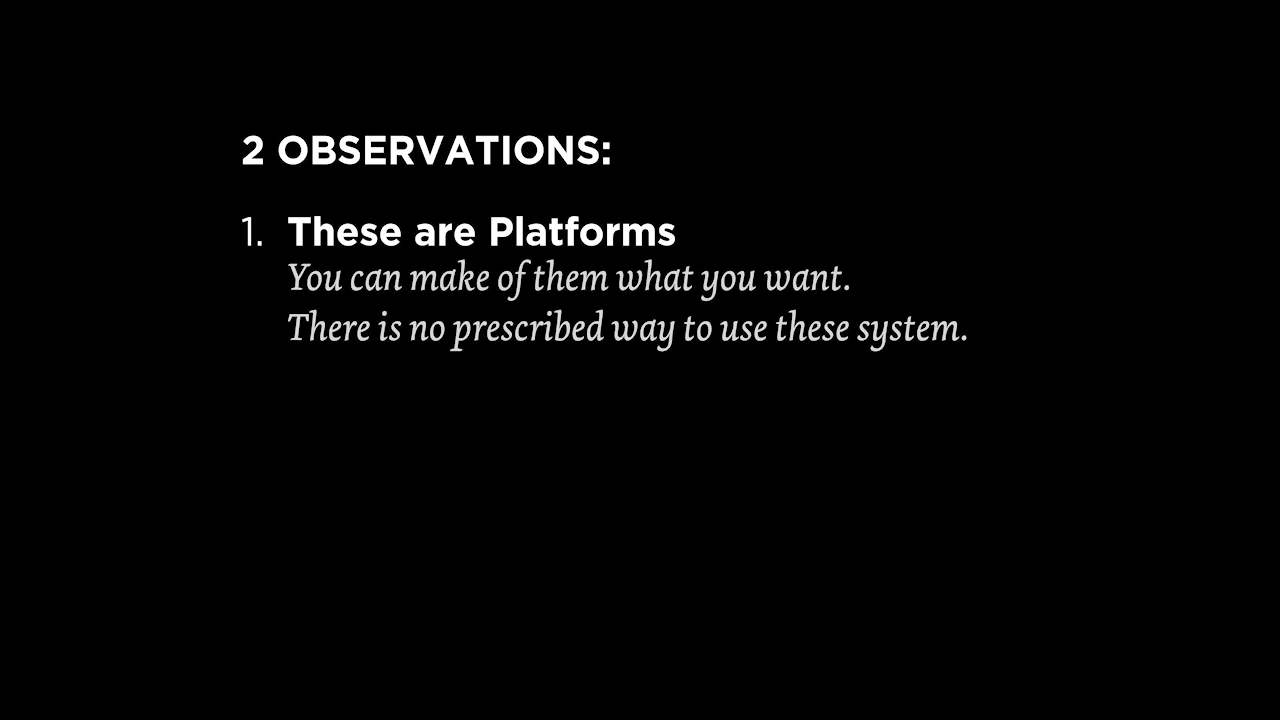 2 OBSERVATIONS:
1. These are Platforms
You can make of them what you want.
There is no prescribed way to use these system.